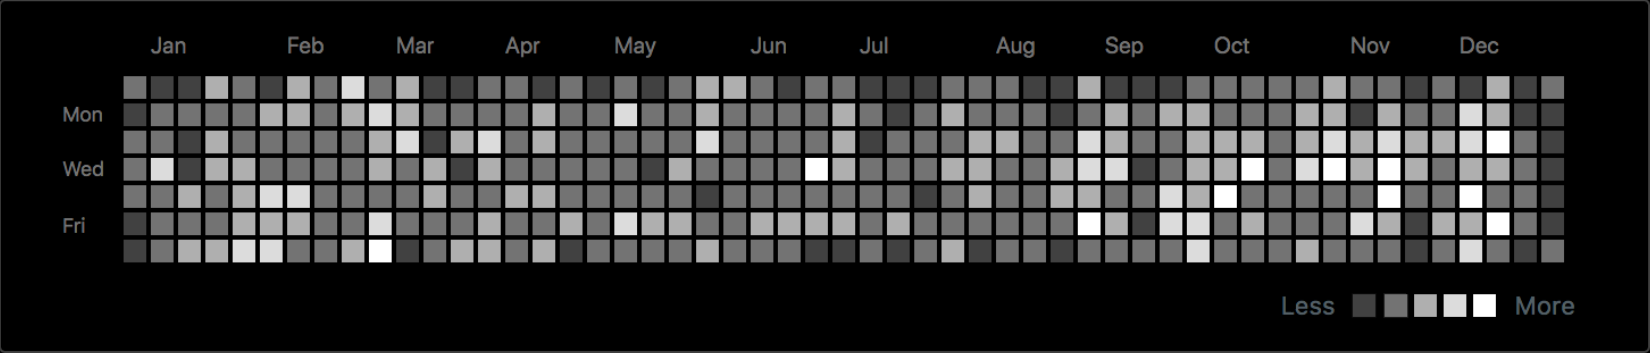 Jan Feb Mar Apr May Jun Jul Aug Sep Oct Nov Dec
Mon
Wed
Fri
Less More